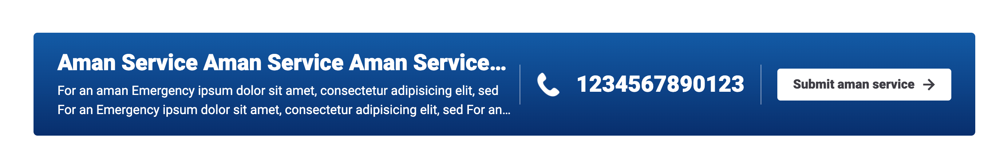 Aman Service Aman Service Aman Service...
For an aman Emergency ipsum dolor sit amet, consectetur adipisicing elit, sed
For an Emergency ipsum dolor sit amet, consectetur adipisicing elit, sed For an...
1234567890123
Submit aman service